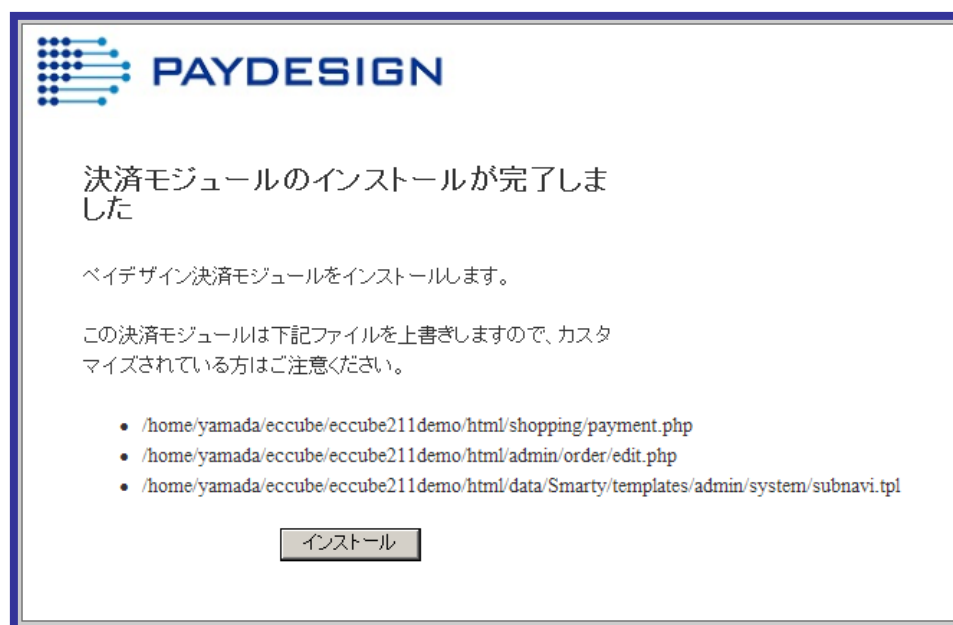 PAYDESIGN
決済モジュールのインストールが完了しま
した
ペイデザイン決済モジュールをインストールします。
この決済モジュールは下記ファイルを上書きしますので、カスタ
マイズされている方はご注意ください。
• /home/yamada/eccube/eccube211demo/html/shopping/payment.php
• /home/yamada/eccube/eccube211demo/html/admin/order/edit.php
• /home/yamada/eccube/eccube211demo/html/data/Smarty/templates/admin/system/subnavi.tpl
インストール